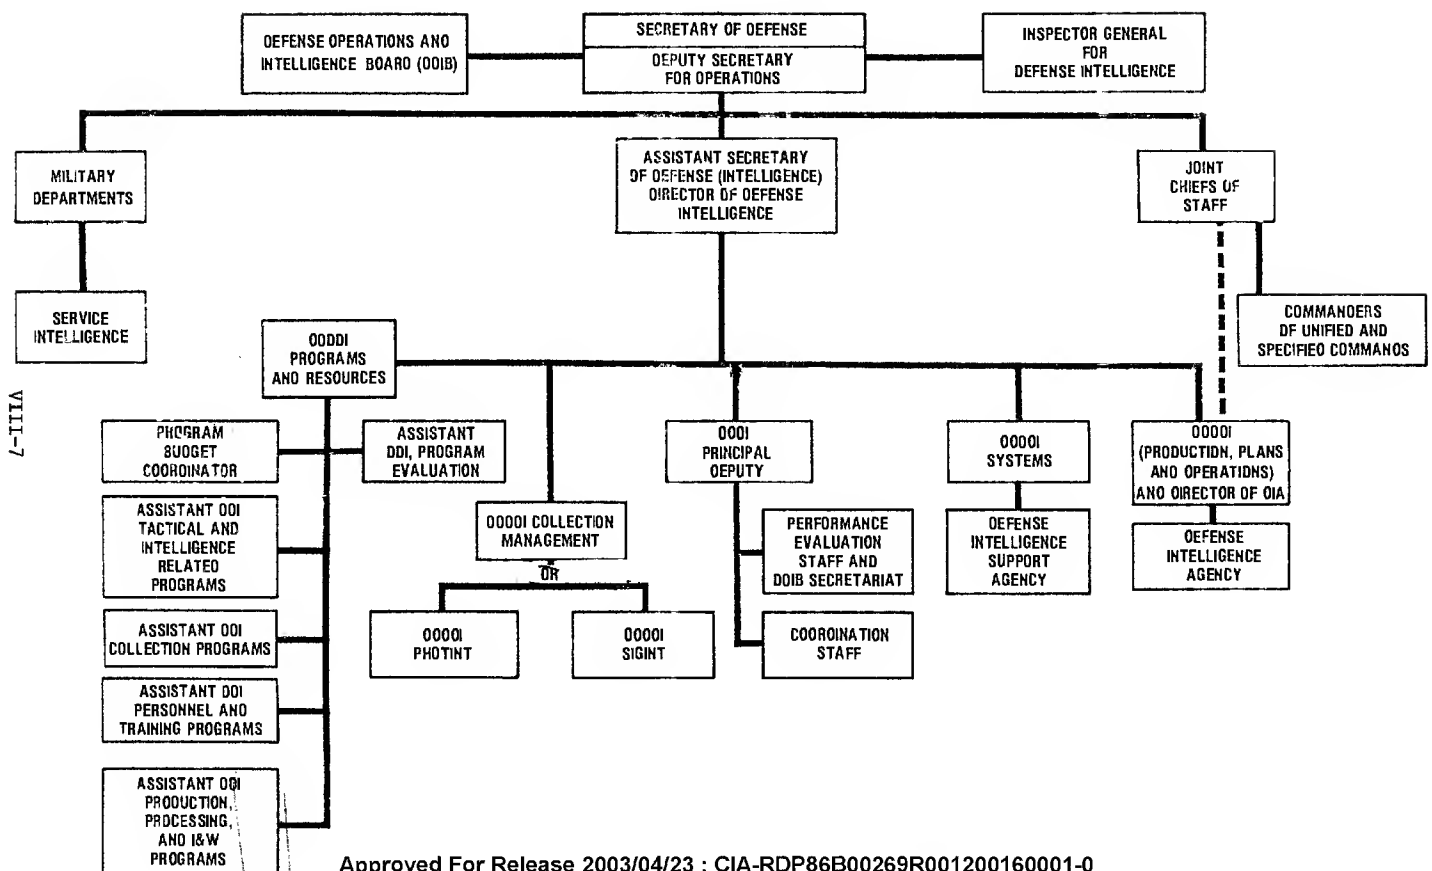 DEFENSE OPERATIONS AND
INTELLIGENCE BOARD (DOIB)
SECRETARY OF DEFENSE
DEPUTY SECRETARY
FOR OPERATIONS
INSPECTOR GENERAL
FOR
DEFENSE INTELLIGENCE
MILITARY
DEPARTMENTS
ASSISTANT SECRETARY
OF DEFENSE (INTELLIGENCE)
DIRECTOR OF DEFENSE
INTELLIGENCE
JOINT
CHIEFS OF
STAFF
SERVICE
INTELLIGENCE
COMMANDERS
OF UNIFIED AND
SPECIFIED COMMANDS
DDDDI
PROGRAMS
AND RESOURCES
VIII-7
PROGRAM
BUDGET
COORDINATOR
ASSISTANT
DDI, PROGRAM
EVALUATION
DDDI
PRINCIPAL
DEPUTY
DDDDI
SYSTEMS
DDDDI
(PRODUCTION, PLANS
AND OPERATIONS)
AND DIRECTOR OF DIA
ASSISTANT DDI
TACTICAL AND
INTELLIGENCE
RELATED
PROGRAMS
DDDDI COLLECTION
MANAGEMENT
OR
PERFORMANCE
EVALUATION
STAFF AND
DOIB SECRETARIAT
DEFENSE
INTELLIGENCE
SUPPORT
AGENCY
DEFENSE
INTELLIGENCE
AGENCY
ASSISTANT DDI
COLLECTION PROGRAMS
DDDDI
PHOTINT
DDDDI
SIGINT
COORDINATION
STAFF
ASSISTANT DDI
PERSONNEL AND
TRAINING PROGRAMS
ASSISTANT DDI
PRODUCTION,
PROCESSING,
AND I&W
PROGRAMS
Approved For Release 2003/04/23 : CIA-RDP86B00269R001200160001-0